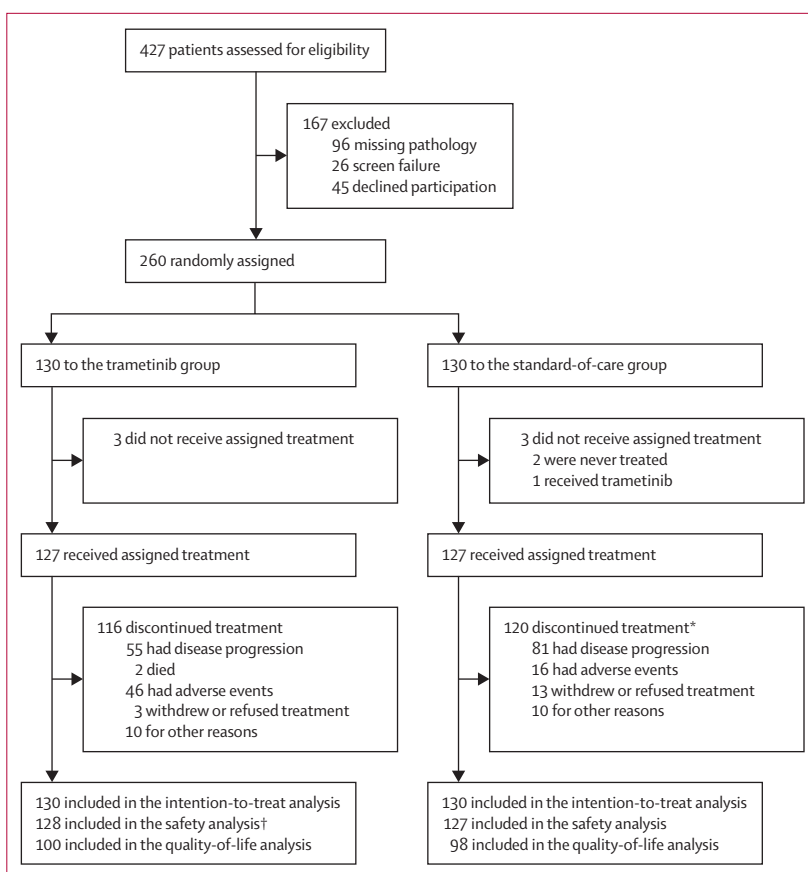 427 patients assessed for eligibility
167 excluded
96 missing pathology
26 screen failure
45 declined participation
260 randomly assigned
130 to the trametinib group
130 to the standard-of-care group
3 did not receive assigned treatment
3 did not receive assigned treatment
2 were never treated
1 received trametinib
127 received assigned treatment
127 received assigned treatment
116 discontinued treatment
55 had disease progression
2 died
46 had adverse events
3 withdrew or refused treatment
10 for other reasons
120 discontinued treatment*
81 had disease progression
16 had adverse events
13 withdrew or refused treatment
10 for other reasons
130 included in the intention-to-treat analysis
128 included in the safety analysis†
100 included in the quality-of-life analysis
130 included in the intention-to-treat analysis
127 included in the safety analysis
98 included in the quality-of-life analysis